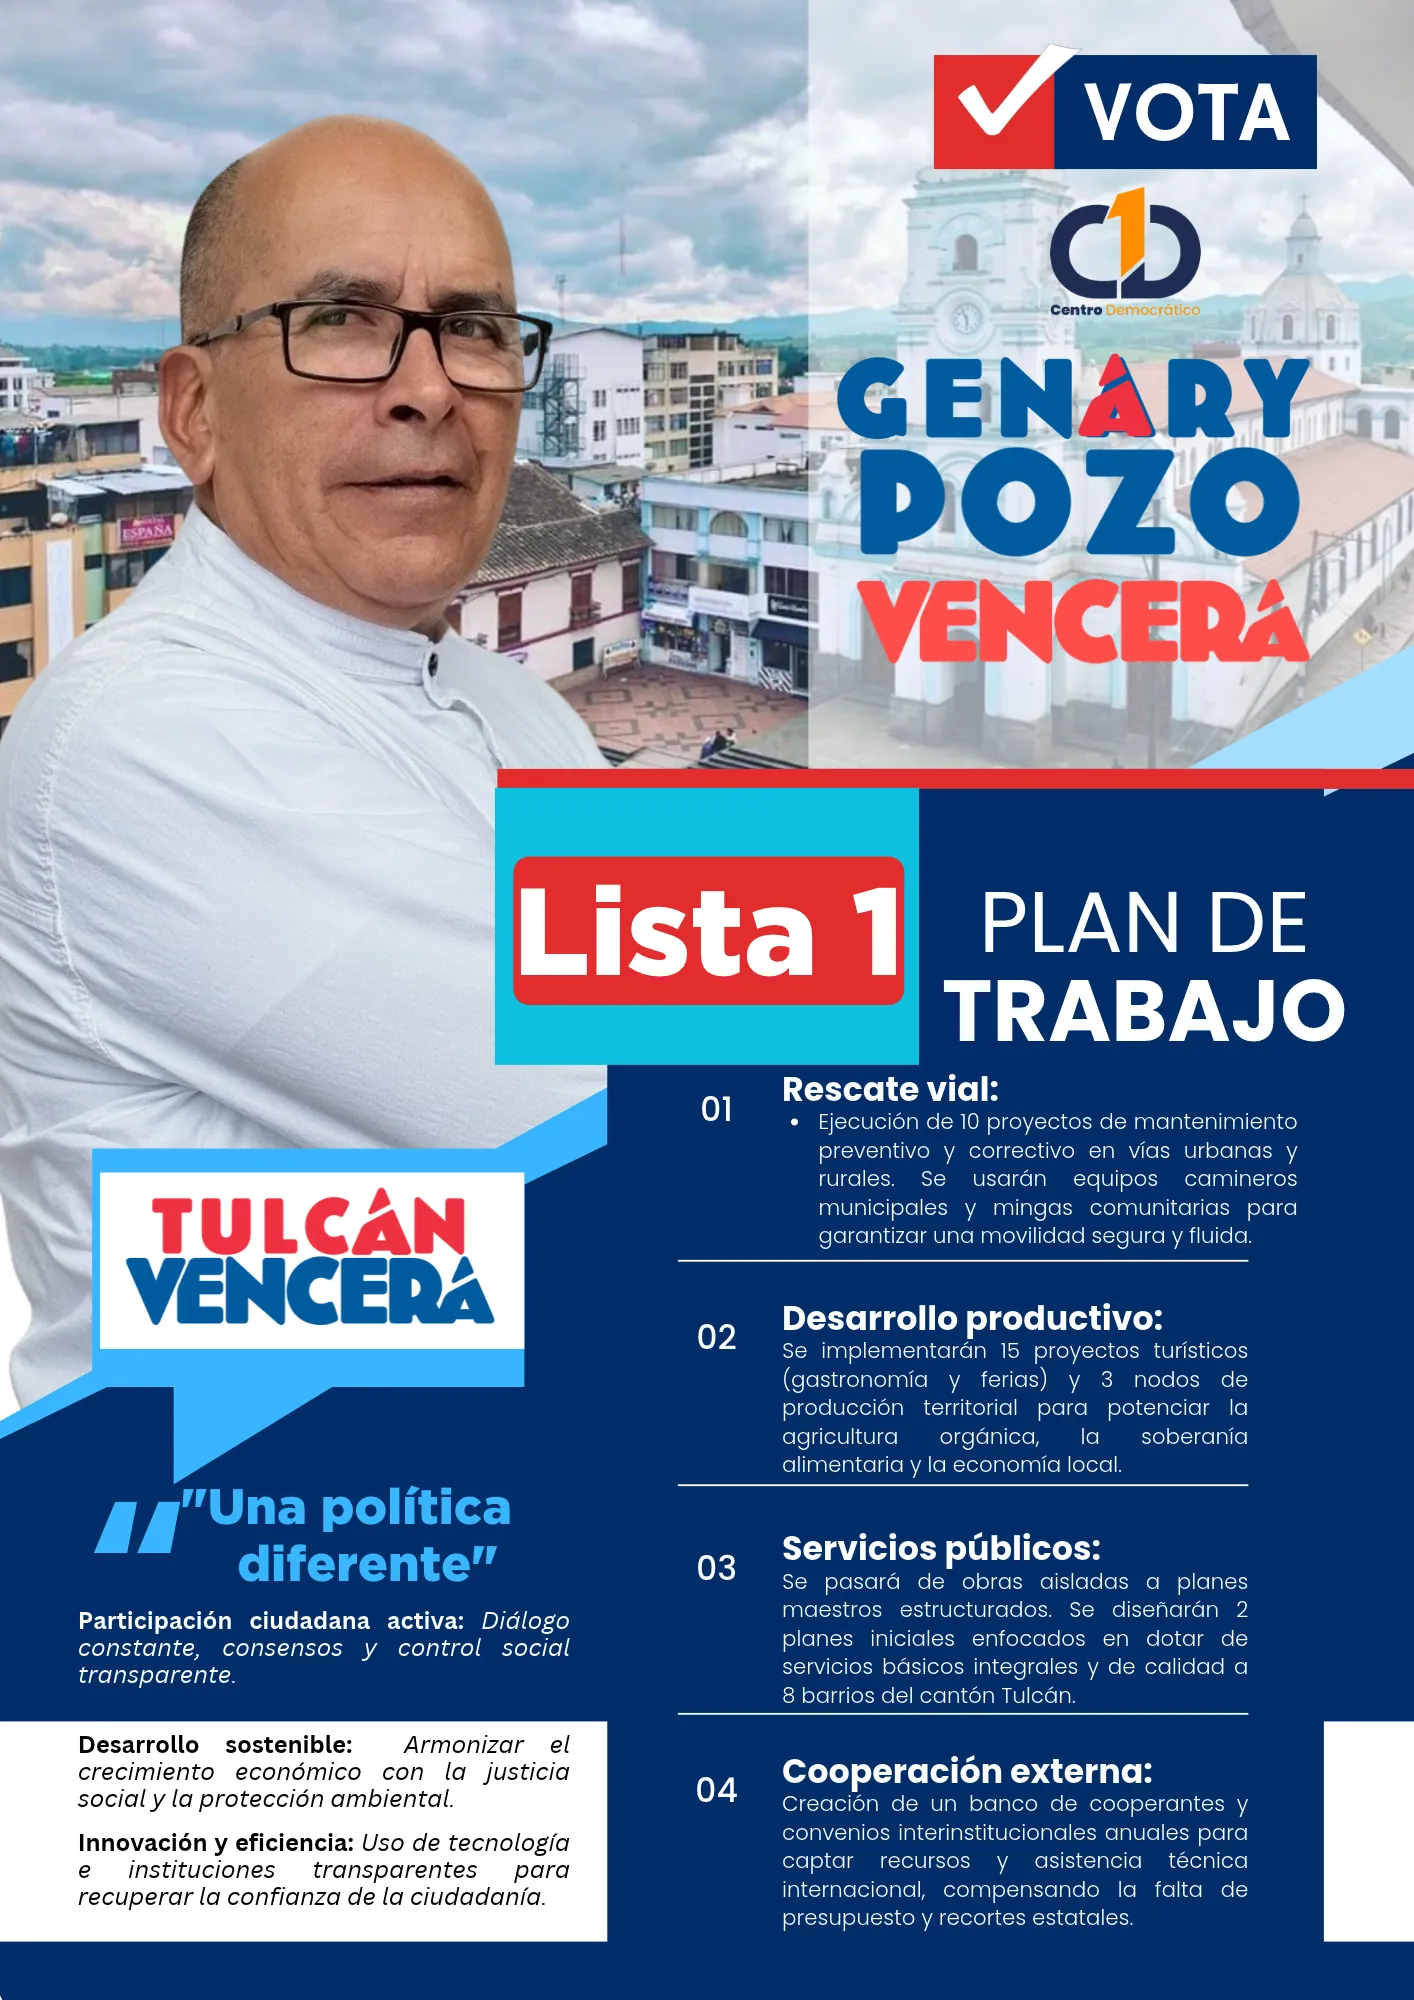 VOTA
C1D
Centro Democrático
GENARY
POZO
VENCERÁ
ESPAÑA
Lista 1
PLAN DE
TRABAJO
01
Rescate vial:
• Ejecución de 10 proyectos de mantenimiento
preventivo y correctivo en vías urbanas y
rurales. Se usarán equipos camineros
municipales y mingas comunitarias para
garantizar una movilidad segura y fluida.
02
Desarrollo productivo:
Se implementarán 15 proyectos turísticos
(gastronomía y ferias) y 3 nodos de
producción territorial para potenciar la
agricultura orgánica, la soberanía
alimentaria y la economía local.
03
Servicios públicos:
Se pasará de obras aisladas a planes
maestros estructurados. Se diseñarán 2
planes iniciales enfocados en dotar de
servicios básicos integrales y de calidad a
8 barrios del cantón Tulcán.
04
Cooperación externa:
Creación de un banco de cooperantes y
convenios interinstitucionales anuales para
captar recursos y asistencia técnica
internacional, compensando la falta de
presupuesto y recortes estatales.
TULCÁN
VENCERÁ
"Una política
diferente"
Participación ciudadana activa: Diálogo
constante, consensos y control social
transparente.
Desarrollo sostenible: Armonizar el
crecimiento económico con la justicia
social y la protección ambiental.
Innovación y eficiencia: Uso de tecnología
e instituciones transparentes para
recuperar la confianza de la ciudadanía.